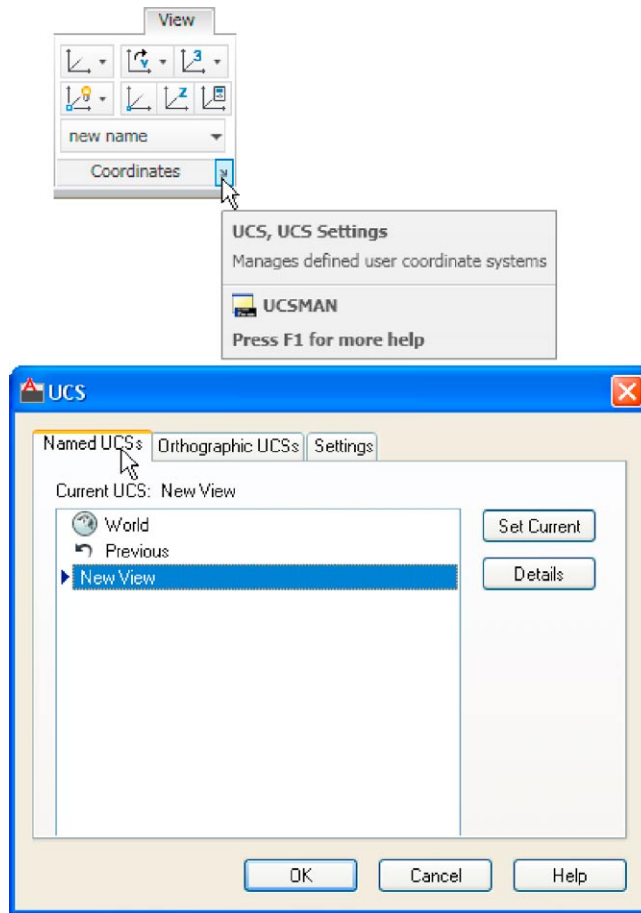 View
new name
Coordinates
UCS, UCS Settings
Manages defined user coordinate systems
UCSMAN
Press F1 for more help
UCS
Named UCSs Orthographic UCSs Settings
Current UCS: New View
World
Previous
New View
Set Current
Details
OK Cancel Help